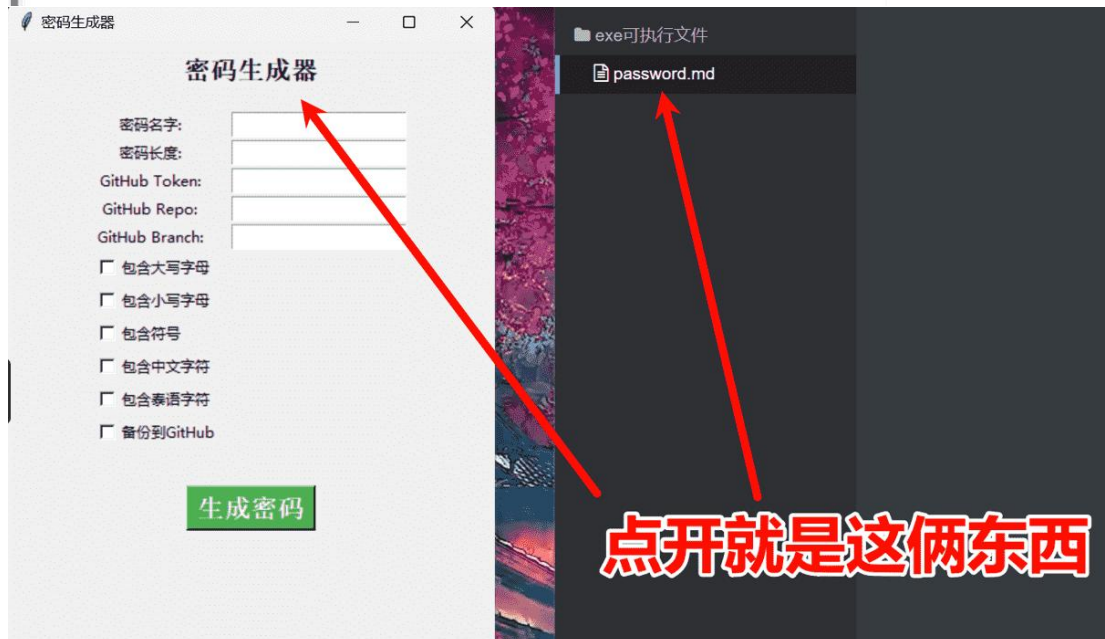 密码生成器
密码生成器
密码名字:
密码长度:
GitHub Token:
GitHub Repo:
GitHub Branch:
包含大写字母
包含小写字母
包含符号
包含中文字符
包含泰语字符
备份到GitHub
生成密码
exe可执行文件
password.md
点开就是这俩东西